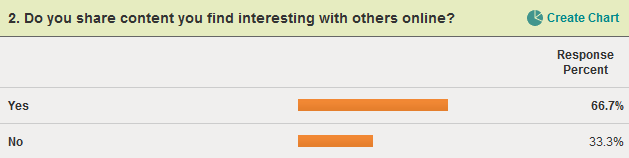 2. Do you share content you find interesting with others online?
Create Chart
Response
Percent
Yes 66.7%
No 33.3%